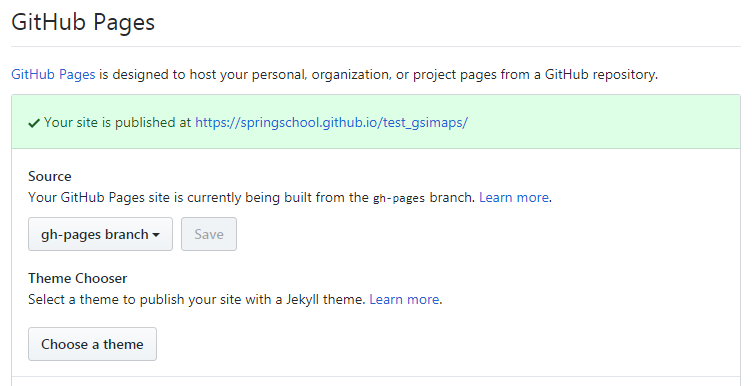 GitHub Pages
GitHub Pages is designed to host your personal, organization, or project pages from a GitHub repository.
Your site is published at https://springschool.github.io/test_gsimaps/
Source
Your GitHub Pages site is currently being built from the gh-pages branch. Learn more.
gh-pages branch Save
Theme Chooser
Select a theme to publish your site with a Jekyll theme. Learn more.
Choose a theme